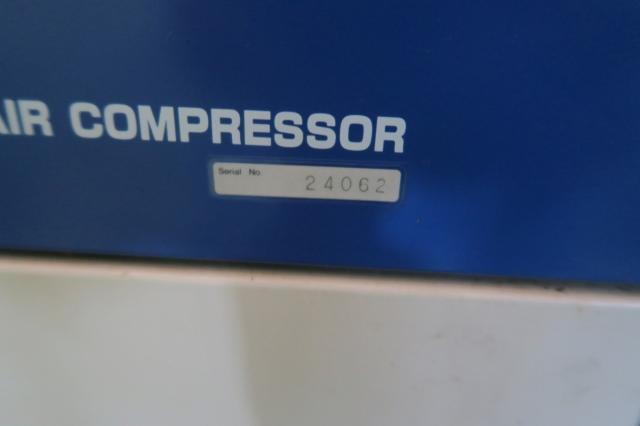 AIR COMPRESSOR
Serial No
24062